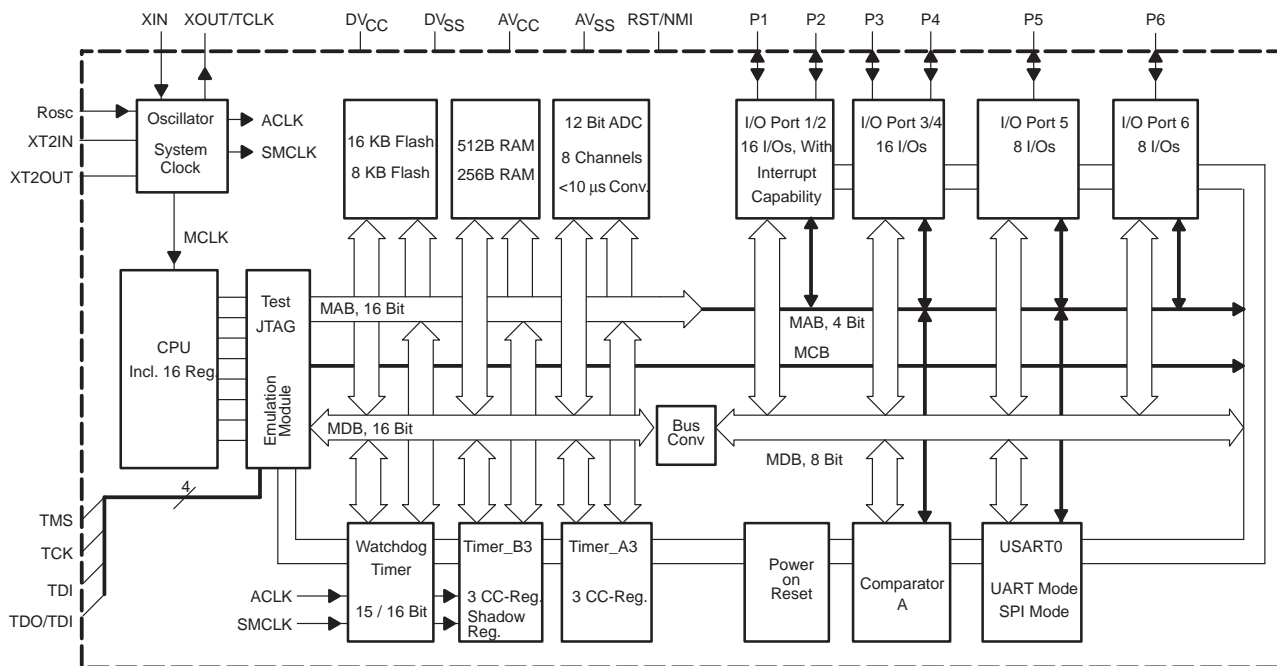 XIN XOUT/TCLK DVCC DVSS AVCC AVSS RST/NMI P1 P2 P3 P4 P5 P6
Rosc
XT2IN
XT2OUT
Oscillator
System
Clock
ACLK
SMCLK
16 KB Flash
8 KB Flash
512B RAM
256B RAM
12 Bit ADC
8 Channels
<10 μs Conv.
I/O Port 1/2
16 I/Os, With
Interrupt
Capability
I/O Port 3/4
16 I/Os
I/O Port 5
8 I/Os
I/O Port 6
8 I/Os
MCLK
CPU
Incl. 16 Reg.
Test
JTAG
Emulation
Module
MAB, 16 Bit
MAB, 4 Bit
MCB
MDB, 16 Bit
Bus
Conv
MDB, 8 Bit
4
TMS
TCK
TDI
TDO/TDI
ACLK
SMCLK
Watchdog
Timer
15 / 16 Bit
Timer_B3
3 CC-Reg.
Shadow
Reg.
Timer_A3
3 CC-Reg.
Power
on
Reset
Comparator
A
USART0
UART Mode
SPI Mode